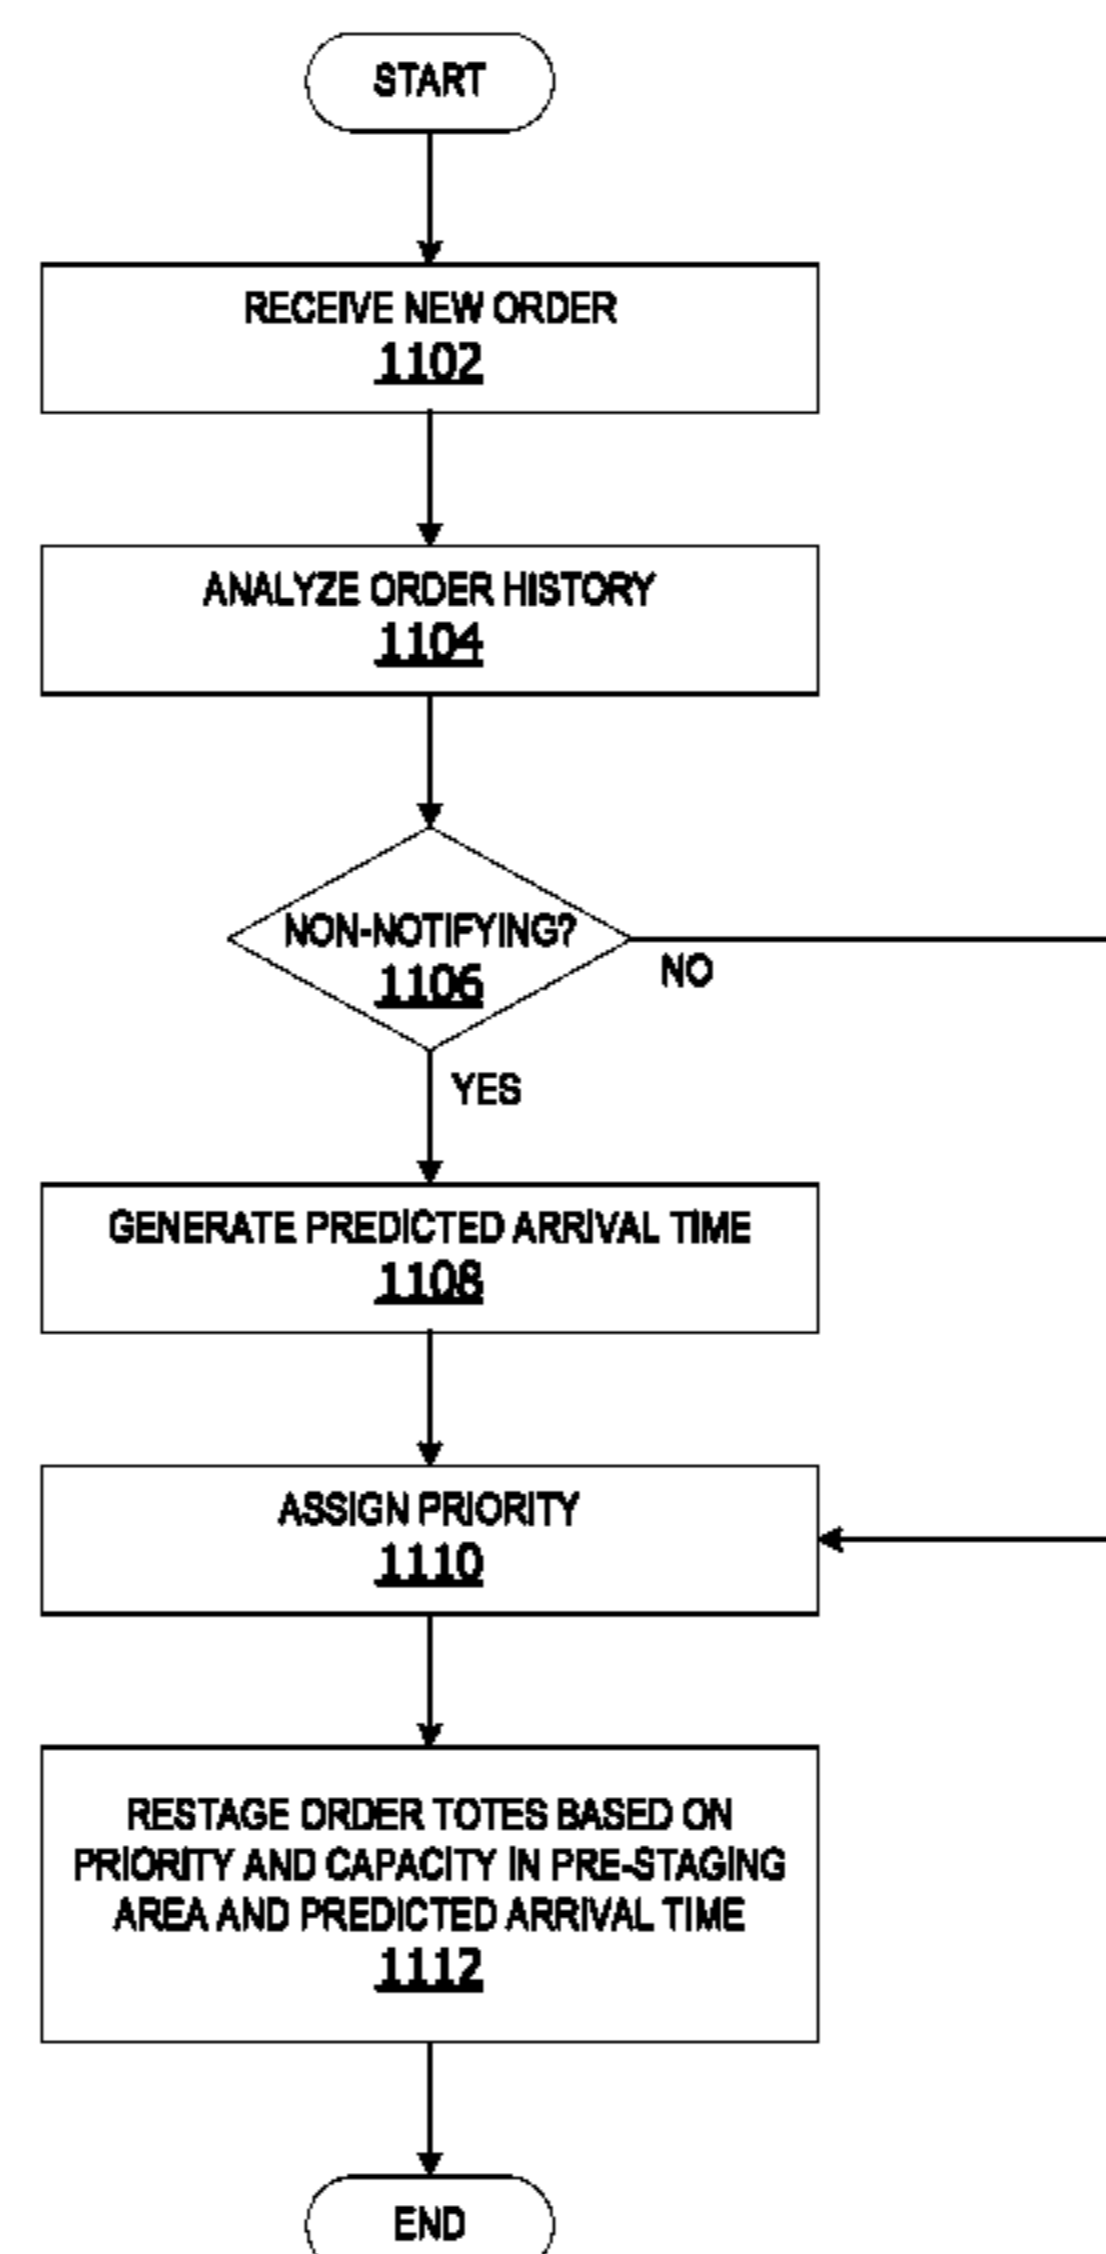 START
RECEIVE NEW ORDER
1102
ANALYZE ORDER HISTORY
1104
NON-NOTIFYING?
1106
NO
YES
GENERATE PREDICTED ARRIVAL TIME
1108
ASSIGN PRIORITY
1110
RESTAGE ORDER TOTES BASED ON
PRIORITY AND CAPACITY IN PRE-STAGING
AREA AND PREDICTED ARRIVAL TIME
1112
END